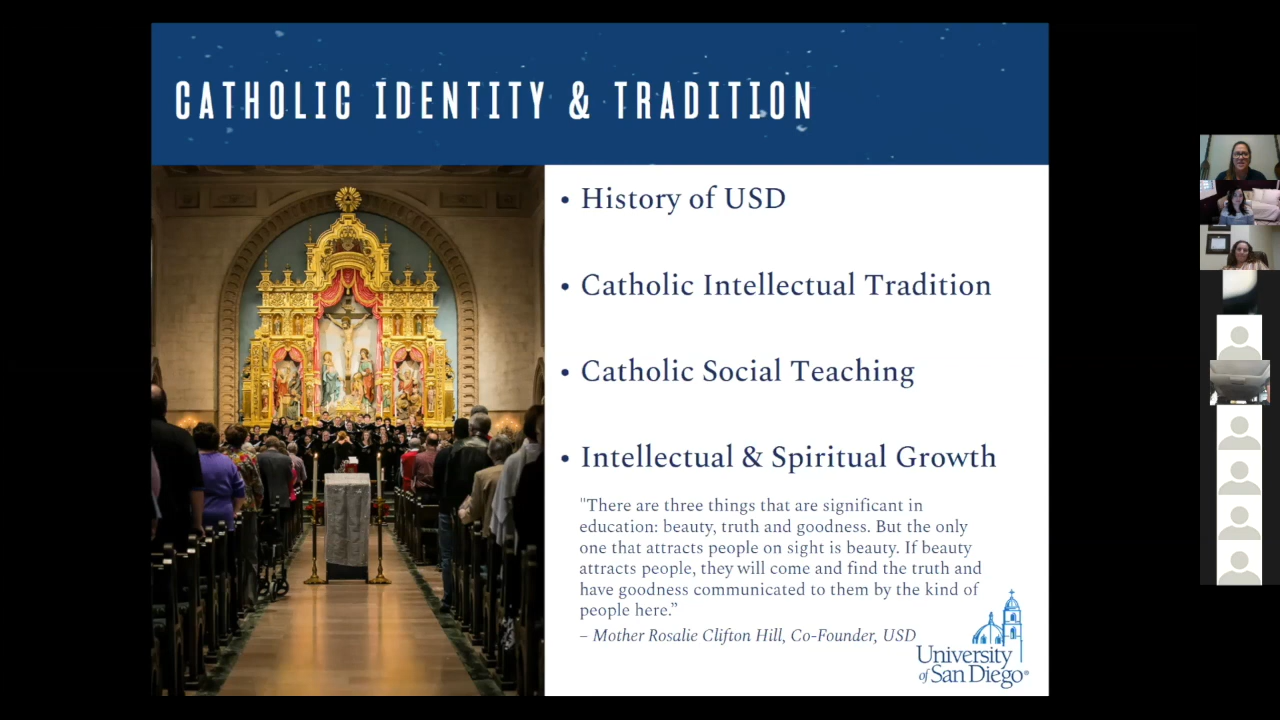 CATHOLIC IDENTITY & TRADITION
• History of USD
• Catholic Intellectual Tradition
• Catholic Social Teaching
• Intellectual & Spiritual Growth
"There are three things that are significant in
education: beauty, truth and goodness. But the only
one that attracts people on sight is beauty. If beauty
attracts people, they will come and find the truth and
have goodness communicated to them by the kind of
people here.”
– Mother Rosalie Clifton Hill, Co-Founder, USD
University
of San Diego®